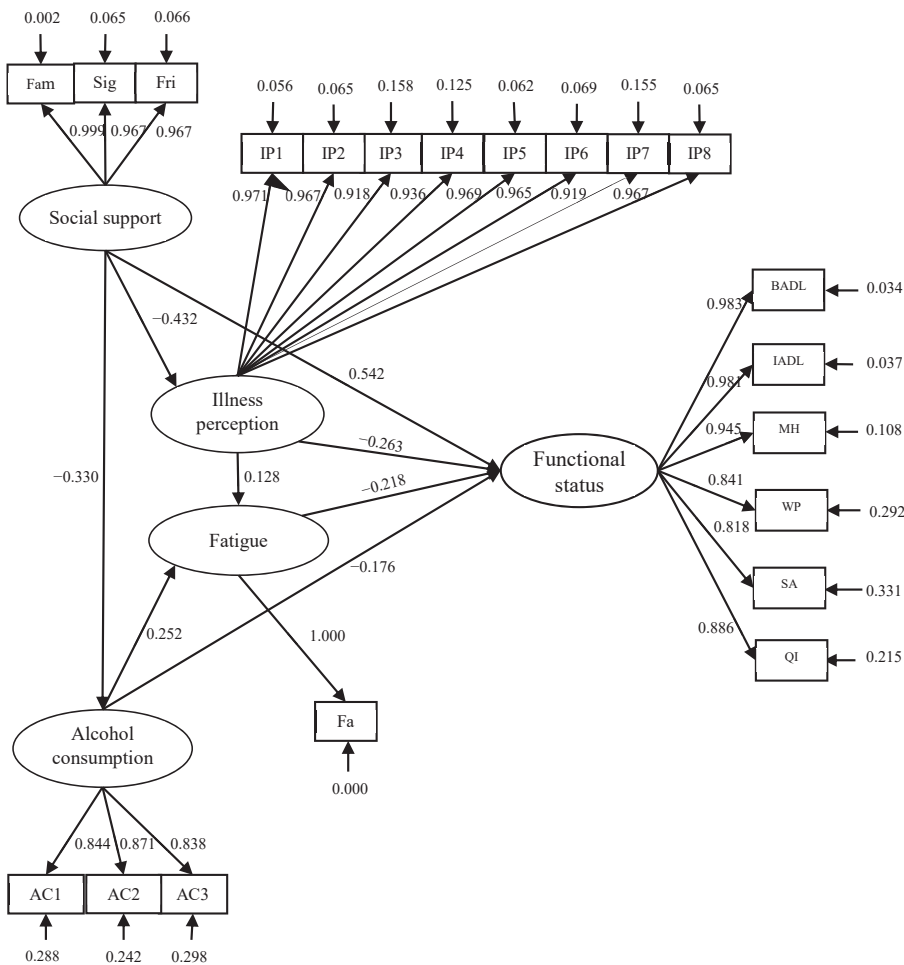 0.002 0.065 0.066
Fam Sig Fri
0.999 0.967 0.967
Social support
0.056 0.065 0.158 0.125 0.062 0.069 0.155 0.065
IP1 IP2 IP3 IP4 IP5 IP6 IP7 IP8
0.971 0.967 0.918 0.936 0.969 0.965 0.919 0.967
−0.432
0.542
Illness
perception
−0.263
0.128
−0.218
−0.330
Fatigue
−0.176
0.252
1.000
Fa
0.000
Functional
status
0.983 BADL 0.034
0.981 IADL 0.037
0.945 MH 0.108
0.841 WP 0.292
0.818 SA 0.331
0.886 QI 0.215
Alcohol
consumption
0.844 0.871 0.838
AC1 AC2 AC3
0.288 0.242 0.298